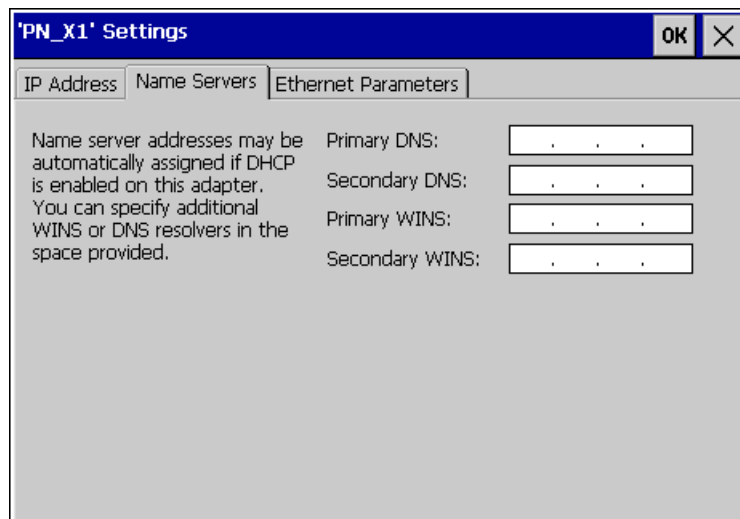 'PN_X1' Settings
OK
IP Address Name Servers Ethernet Parameters
Name server addresses may be
automatically assigned if DHCP
is enabled on this adapter.
You can specify additional
WINS or DNS resolvers in the
space provided.
Primary DNS: . . .
Secondary DNS: . . .
Primary WINS: . . .
Secondary WINS: . . .